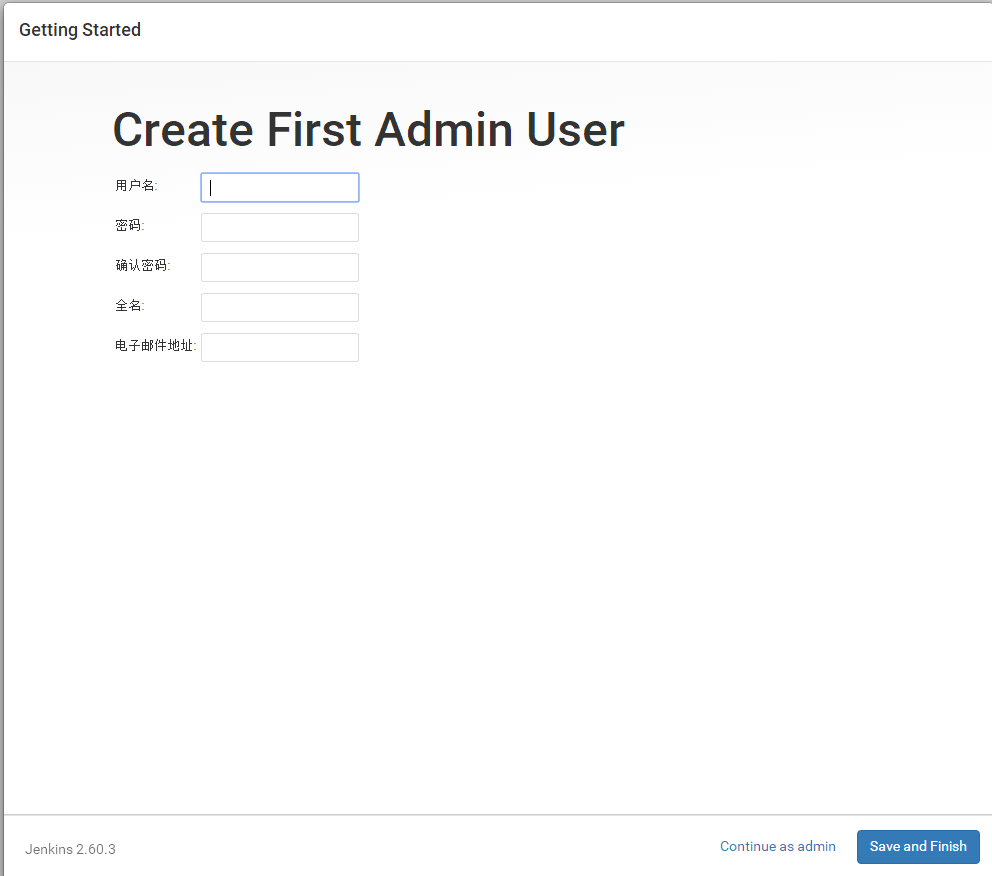 Getting Started
Create First Admin User
用户名:
密码:
确认密码:
全名:
电子邮件地址:
Jenkins 2.60.3
Continue as admin
Save and Finish